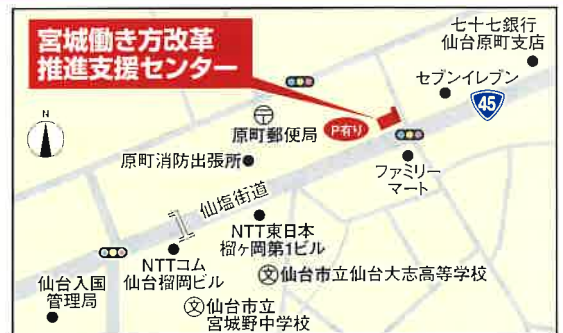 宮城働き方改革
推進支援センター
七十七銀行
仙台原町支店
セブンイレブン
45
N
〒
原町郵便局
P有り
原町消防出張所
ファミリー
マート
仙塩街道
NTT東日本
榴ヶ岡第1ビル
NTTコム
仙台榴岡ビル
文仙台市立仙台大志高等学校
仙台入国
管理局
文仙台市立
宮城野中学校